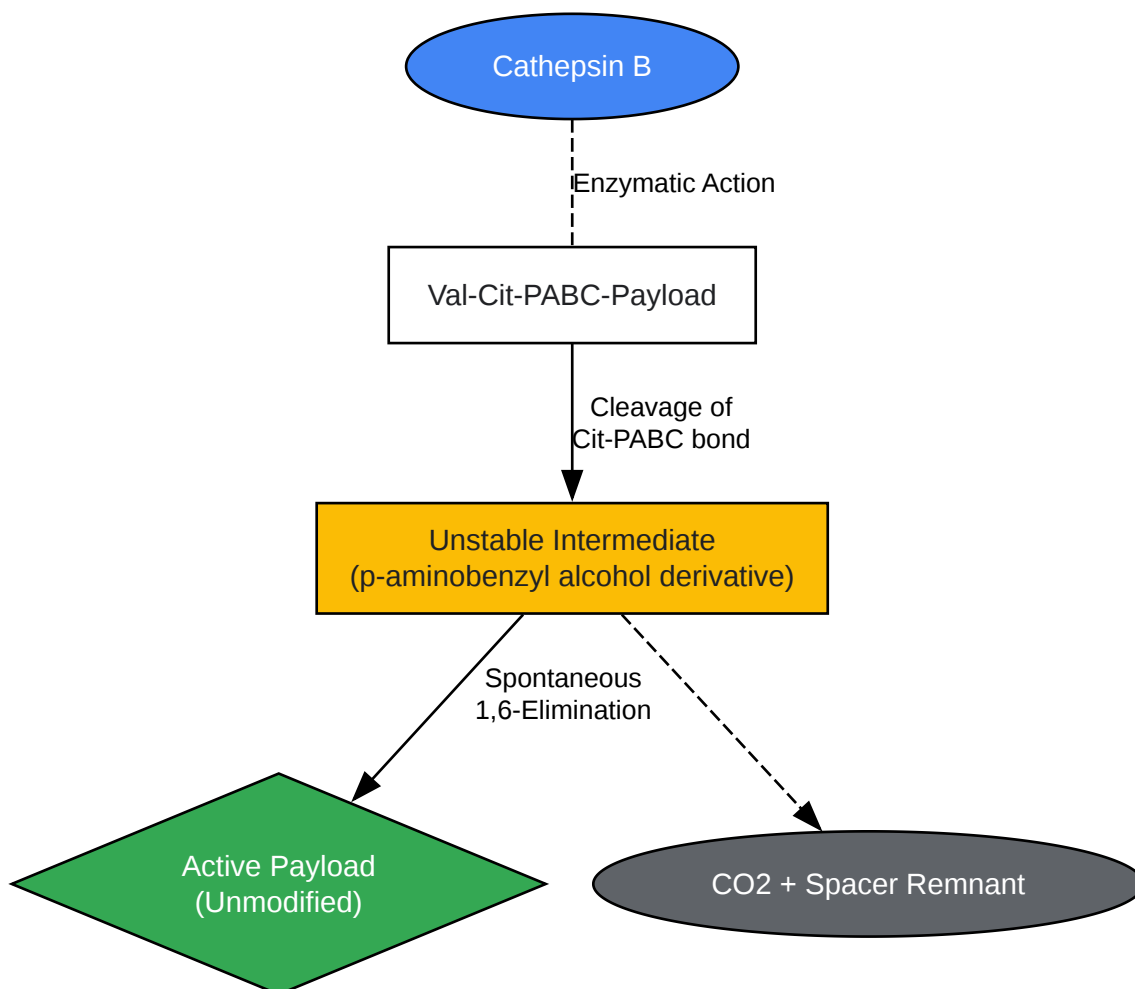 Cathepsin B
Enzymatic Action
Val-Cit-PABC-Payload
Cleavage of
Cit-PABC bond
Unstable Intermediate
(p-aminobenzyl alcohol derivative)
Spontaneous
1,6-Elimination
Active Payload
(Unmodified)
CO2 + Spacer Remnant